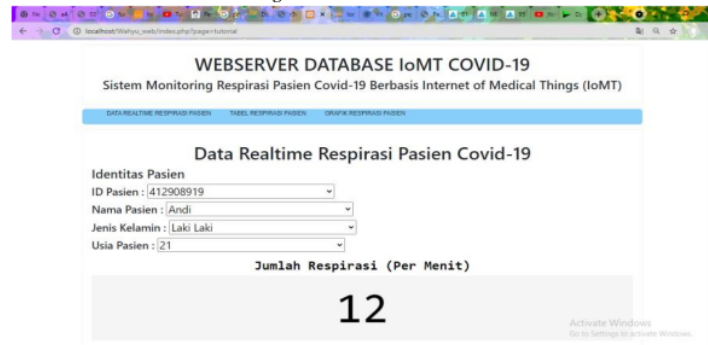 localhost/Wahyu_web/index.php?page=tutorial
WEBSERVER DATABASE IoMT COVID-19
Sistem Monitoring Respirasi Pasien Covid-19 Berbasis Internet of Medical Things (IoMT)
DATA REALTIME RESPIRASI PASIEN TABEL RESPIRASI PASIEN GRAFIK RESPIRASI PASIEN
Data Realtime Respirasi Pasien Covid-19
Identitas Pasien
ID Pasien : 412908919
Nama Pasien : Andi
Jenis Kelamin : Laki Laki
Usia Pasien : 21
Jumlah Respirasi (Per Menit)
12
Activate Windows
Go to Settings to activate Windows.